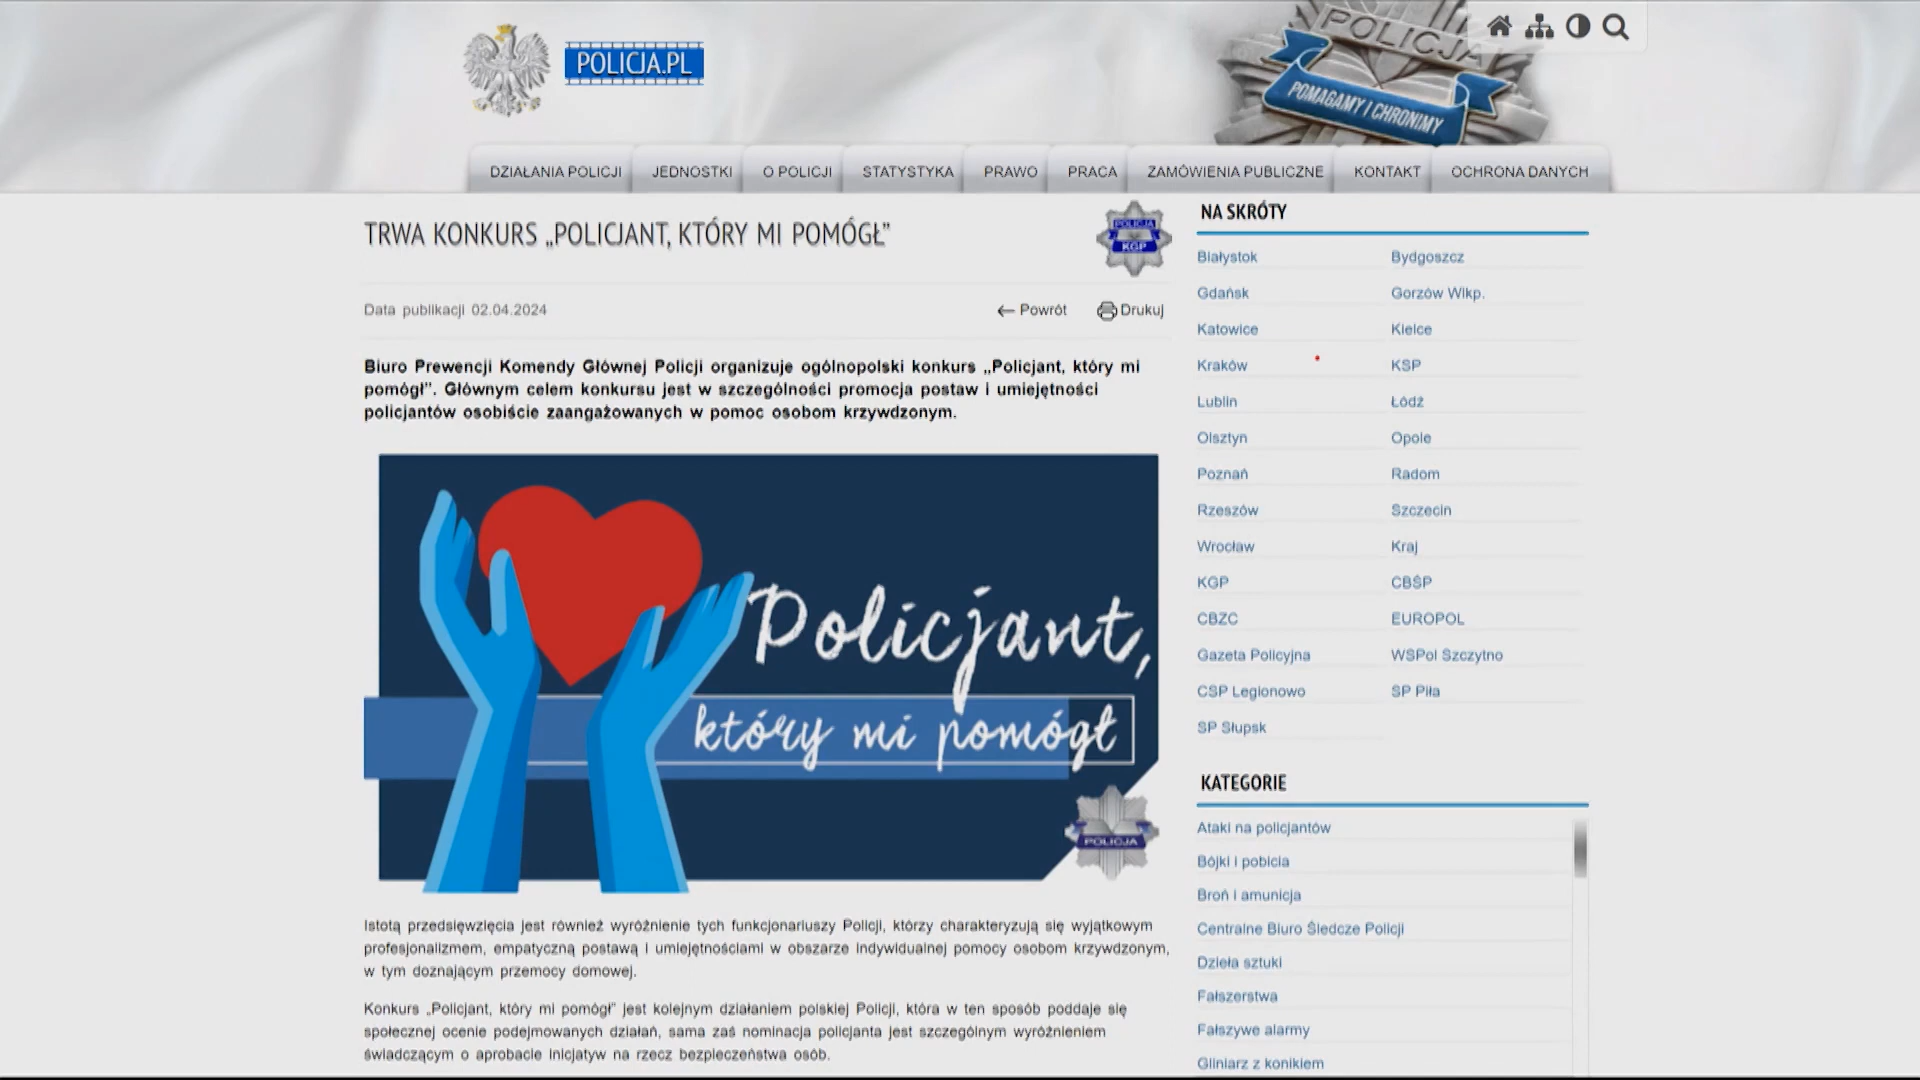 POLICJA.PL
POLICJA
POMAGAMY I CHRONIMY
DZIAŁANIA POLICJI
JEDNOSTKI
O POLICJI
STATYSTYKA
PRAWO
PRACA
ZAMÓWIENIA PUBLICZNE
KONTAKT
OCHRONA DANYCH
TRWA KONKURS „POLICJANT, KTÓRY MI POMÓGŁ”
POLICJA
KGP
Data publikacji 02.04.2024
Powrót
Drukuj
Biuro Prewencji Komendy Głównej Policji organizuje ogólnopolski konkurs „Policjant, który mi
pomógł”. Głównym celem konkursu jest w szczególności promocja postaw i umiejętności
policjantów osobiście zaangażowanych w pomoc osobom krzywdzonym.
Policjant,
który mi pomógł
POLICJA
Istotą przedsięwzięcia jest również wyróżnienie tych funkcjonariuszy Policji, którzy charakteryzują się wyjątkowym
profesjonalizmem, empatyczną postawą i umiejętnościami w obszarze indywidualnej pomocy osobom krzywdzonym,
w tym doznającym przemocy domowej.
Konkurs „Policjant, który mi pomógł” jest kolejnym działaniem polskiej Policji, która w ten sposób poddaje się
społecznej ocenie podejmowanych działań, sama zaś nominacja policjanta jest szczególnym wyróżnieniem
świadczącym o aprobacie inicjatyw na rzecz bezpieczeństwa osób.
NA SKRÓTY
Białystok Bydgoszcz
Gdańsk Gorzów Wlkp.
Katowice Kielce
Kraków KSP
Lublin Łódź
Olsztyn Opole
Poznań Radom
Rzeszów Szczecin
Wrocław Kraj
KGP CBŚP
CBZC EUROPOL
Gazeta Policyjna WSPol Szczytno
CSP Legionowo SP Piła
SP Słupsk
KATEGORIE
Ataki na policjantów
Bójki i pobicia
Broń i amunicja
Centralne Biuro Śledcze Policji
Dzieła sztuki
Fałszerstwa
Fałszywe alarmy
Gliniarz z konikiem